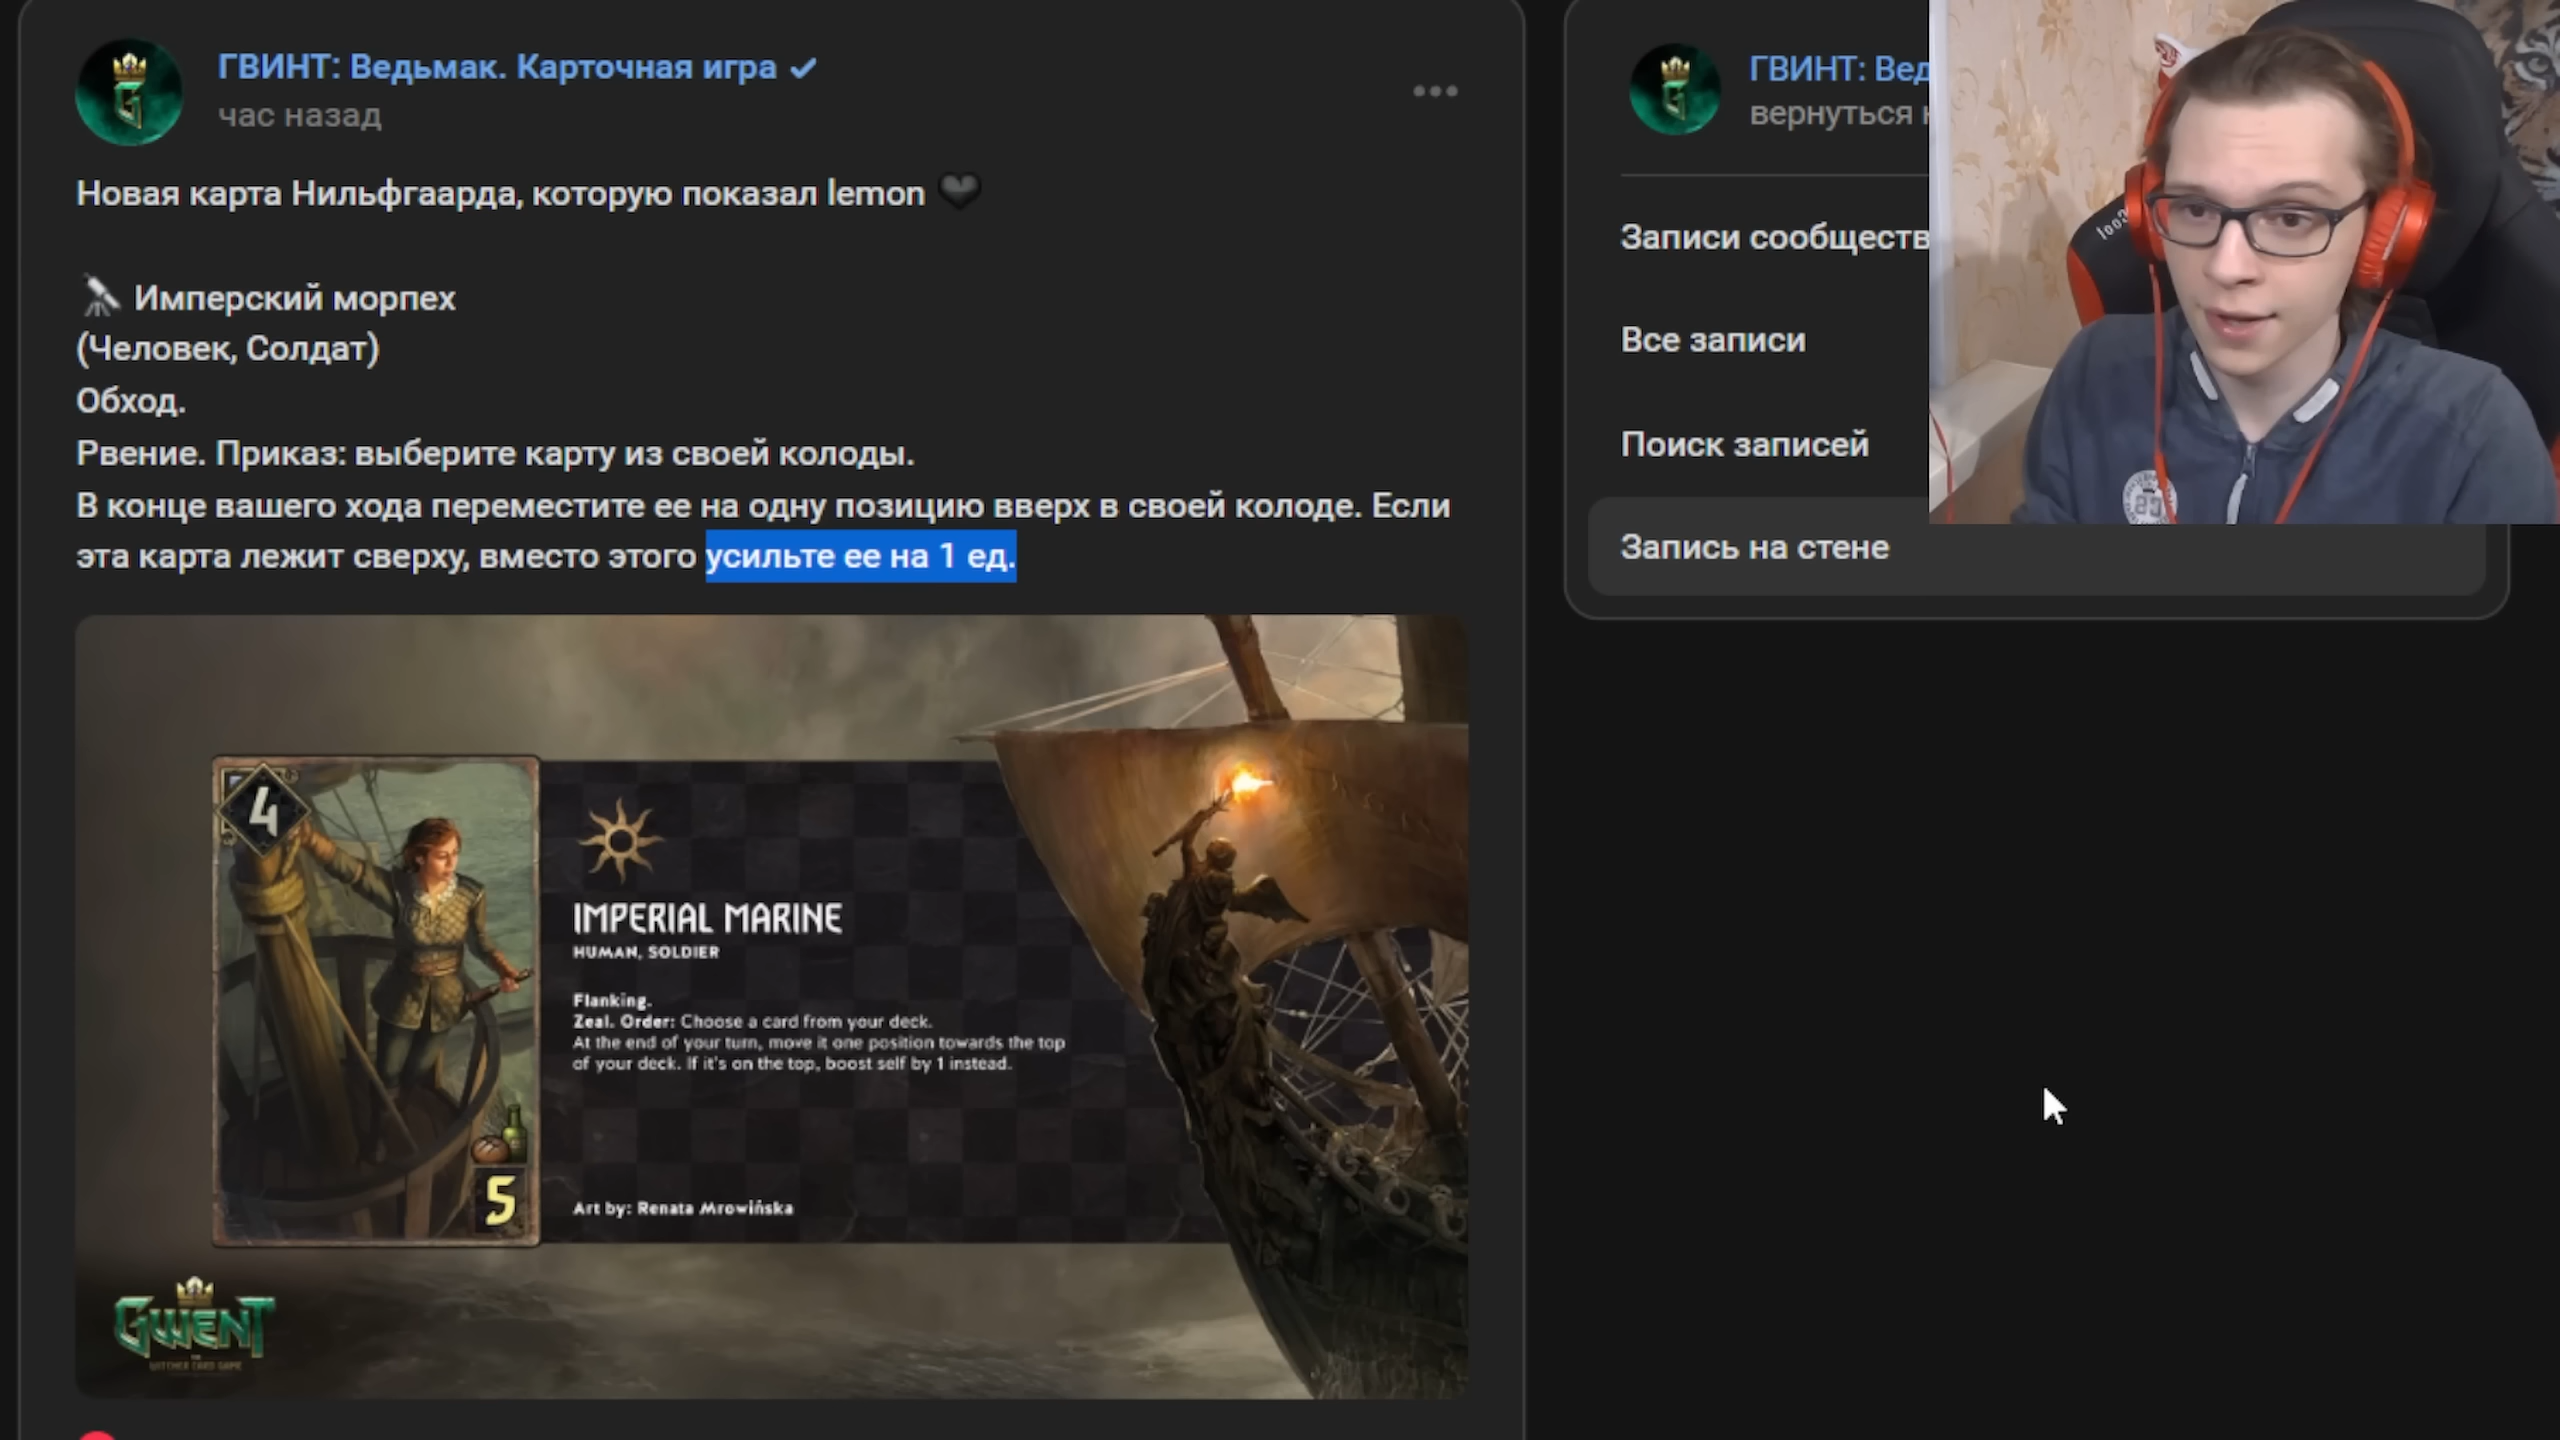 ГВИНТ: Ведьмак. Карточная игра
час назад
Новая карта Нильфгаарда, которую показал lemon
Имперский морпех
(Человек, Солдат)
Обход.
Рвение. Приказ: выберите карту из своей колоды.
В конце вашего хода переместите ее на одну позицию вверх в своей колоде. Если
эта карта лежит сверху, вместо этого усильте ее на 1 ед.
4
IMPERIAL MARINE
HUMAN, SOLDIER
Flanking.
Zeal. Order: Choose a card from your deck.
At the end of your turn, move it one position towards the top
of your deck. If it's on the top, boost self by 1 instead.
5
Art by: Renata Mrowińska
GWENT
THE
WITCHER CARD GAME
ГВИНТ: Вед
вернуться
Записи сообществ
Все записи
Поиск записей
Запись на стене